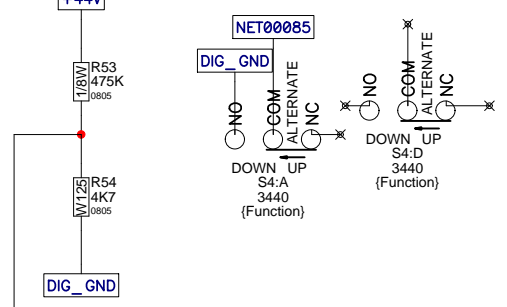 NET00085
DIG_GND
1/8W
R53
475K
0805
NO
COM
ALTERNATE
NC
DOWN UP
S4:A
3440
{Function}
NO
COM
ALTERNATE
NC
DOWN UP
S4:D
3440
{Function}
W125
R54
4K7
0805
DIG_GND